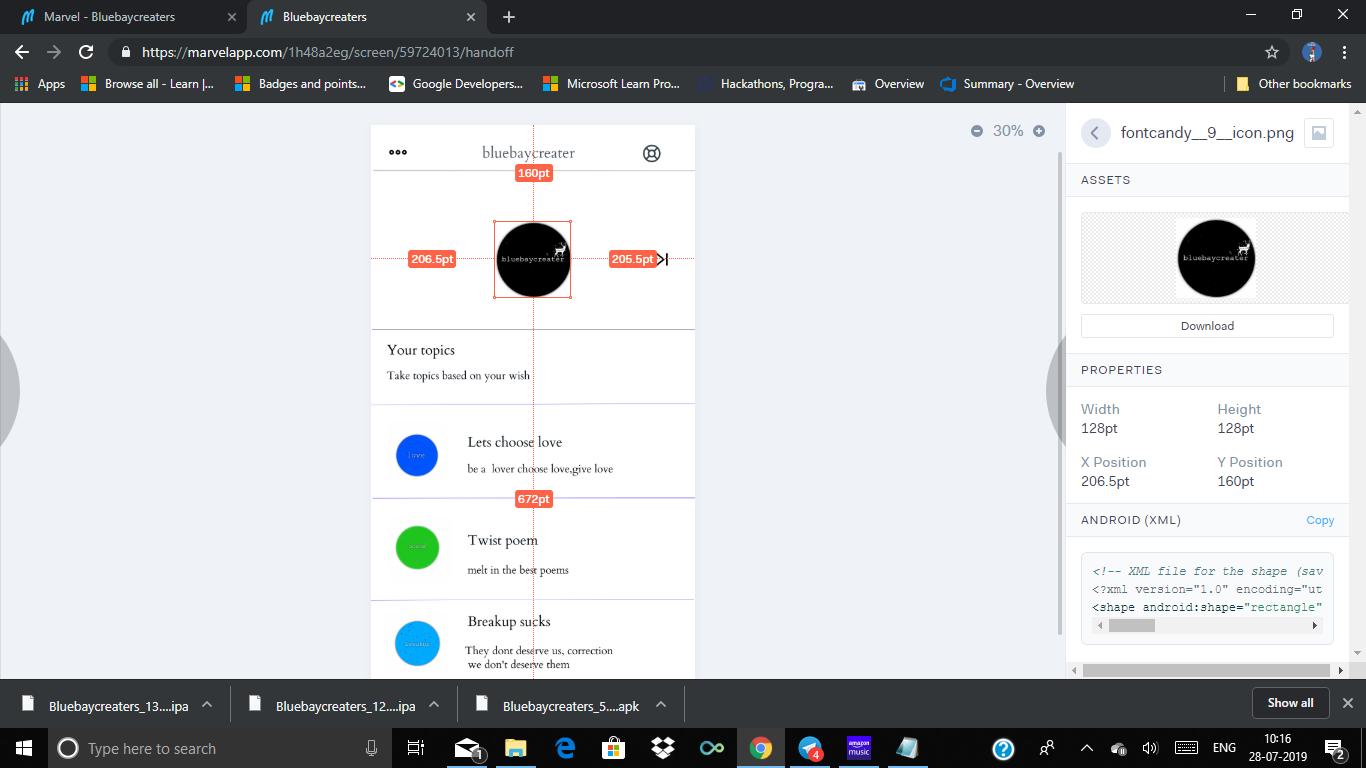 Marvel - Bluebaycreaters
Bluebaycreaters
https://marvelapp.com/1h48a2eg/screen/59724013/handoff
Apps
Browse all - Learn |...
Badges and points...
Google Developers...
Microsoft Learn Pro...
Hackathons, Progra...
Overview
Summary - Overview
Other bookmarks
30%
fontcandy__9__icon.png
bluebaycreater
160pt
206.5pt
bluebaycreater
205.5pt
Your topics
Take topics based on your wish
love
Lets choose love
be a lover choose love,give love
672pt
Twist poem
melt in the best poems
Breakup sucks
They dont deserve us, correction
we don't deserve them
ASSETS
bluebaycreater
Download
PROPERTIES
Width
Height
128pt
128pt
X Position
Y Position
206.5pt
160pt
ANDROID (XML)
Copy
<!-- XML file for the shape (sav
<?xml version="1.0" encoding="ut
<shape android:shape="rectangle"
Bluebaycreaters_13....ipa
Bluebaycreaters_12....ipa
Bluebaycreaters_5....apk
Show all
Type here to search
1
4
amazon
music
ENG
10:16
28-07-2019
2